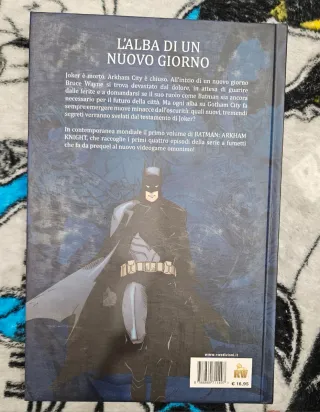 L'ALBA DI UN
NUOVO GIORNO
Joker è morto. Arkham City è chiuso. All'inizio di un nuovo giorno
Bruce Wayne si trova devastato dal dolore, in attesa di guarire
dalle ferite e a domandarsi se il suo ruolo come Batman sia ancora
necessario per il futuro della città. Ma ogni alba su Gotham City fa
sempre emergere nuove minacce dall'oscurità: quali nuovi, tremendi
segreti verranno svelati dal testamento di Joker?
In contemporanea mondiale il primo volume di BATMAN: ARKHAM
KNIGHT, che raccoglie i primi quattro episodi della serie a fumetti
che fa da prequel al nuovo videogame omonimo!
www.rwedizioni.it
RW
€ 16,95